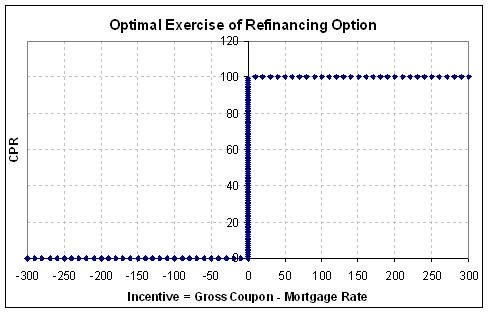 Optimal Exercise of Refinancing Option
120
100
80
60
40
20
0
CPR
-300 -250 -200 -150 -100 -50 0 50 100 150 200 250 300
Incentive = Gross Coupon - Mortgage Rate